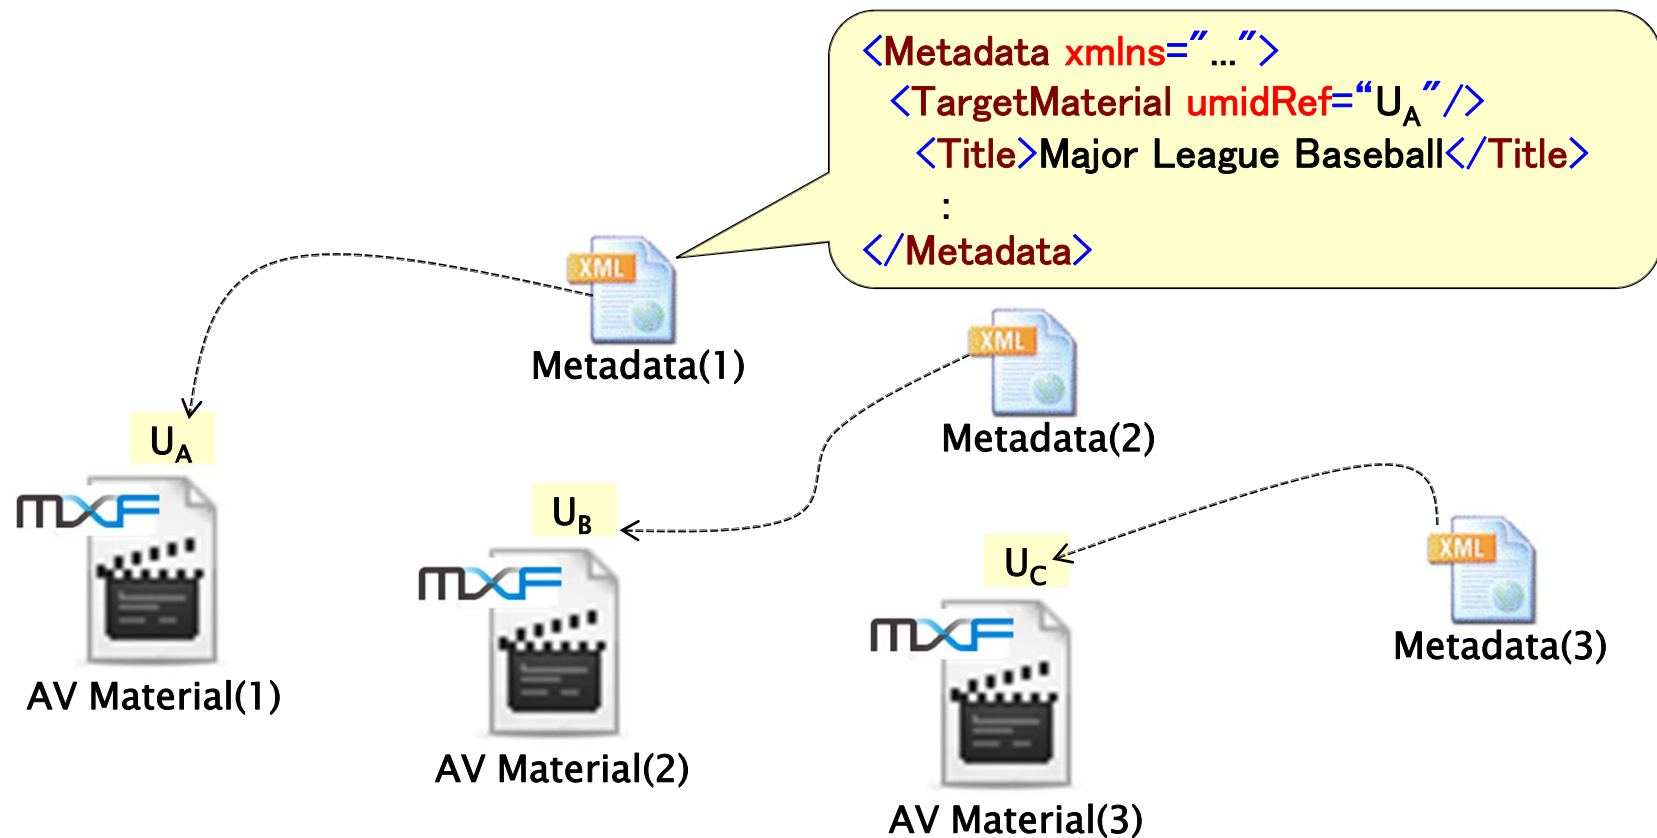 <Metadata xmlns="...">
<TargetMaterial umidRef=“UA”/>
<Title>Major League Baseball</Title>
:
</Metadata>
XML
Metadata(1)
XML
Metadata(2)
UA
MXF
AV Material(1)
UB
MXF
AV Material(2)
UC
MXF
AV Material(3)
XML
Metadata(3)